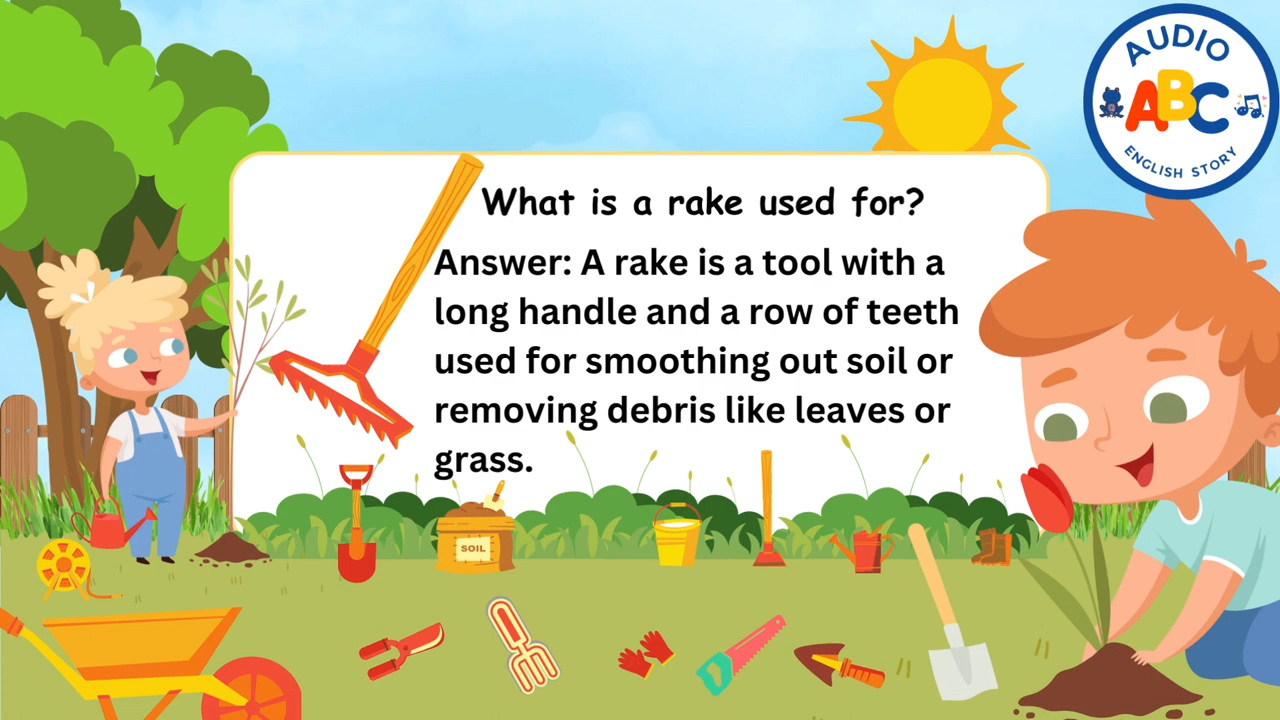 AUDIO
ABC
ENGLISH STORY
What is a rake used for?
Answer: A rake is a tool with a
long handle and a row of teeth
used for smoothing out soil or
removing debris like leaves or
grass.
SOIL